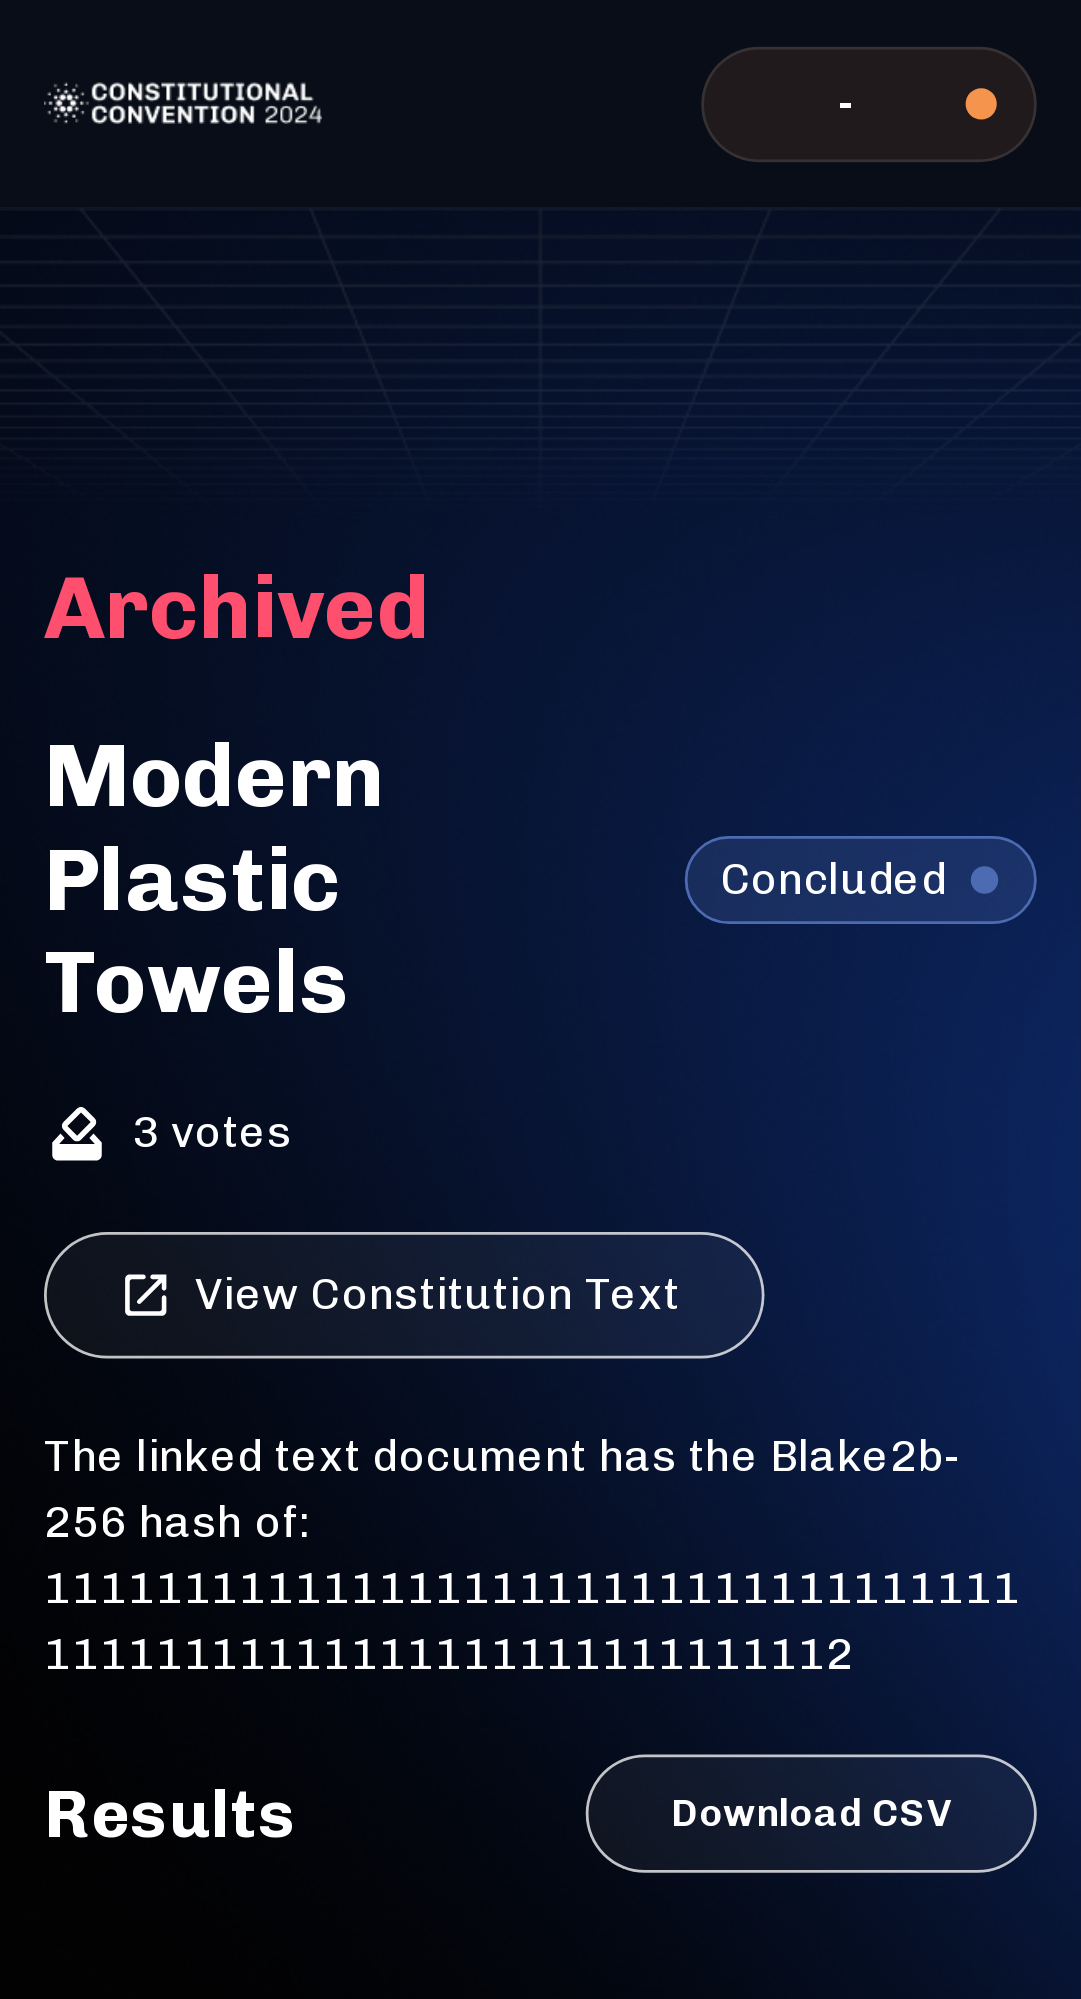 CONSTITUTIONAL
CONVENTION 2024
-
Archived
Modern
Plastic
Towels
Concluded
3 votes
View Constitution Text
The linked text document has the Blake2b-
256 hash of:
11111111111111111111111111111111111
11111111111111111111111111112
Results
Download CSV